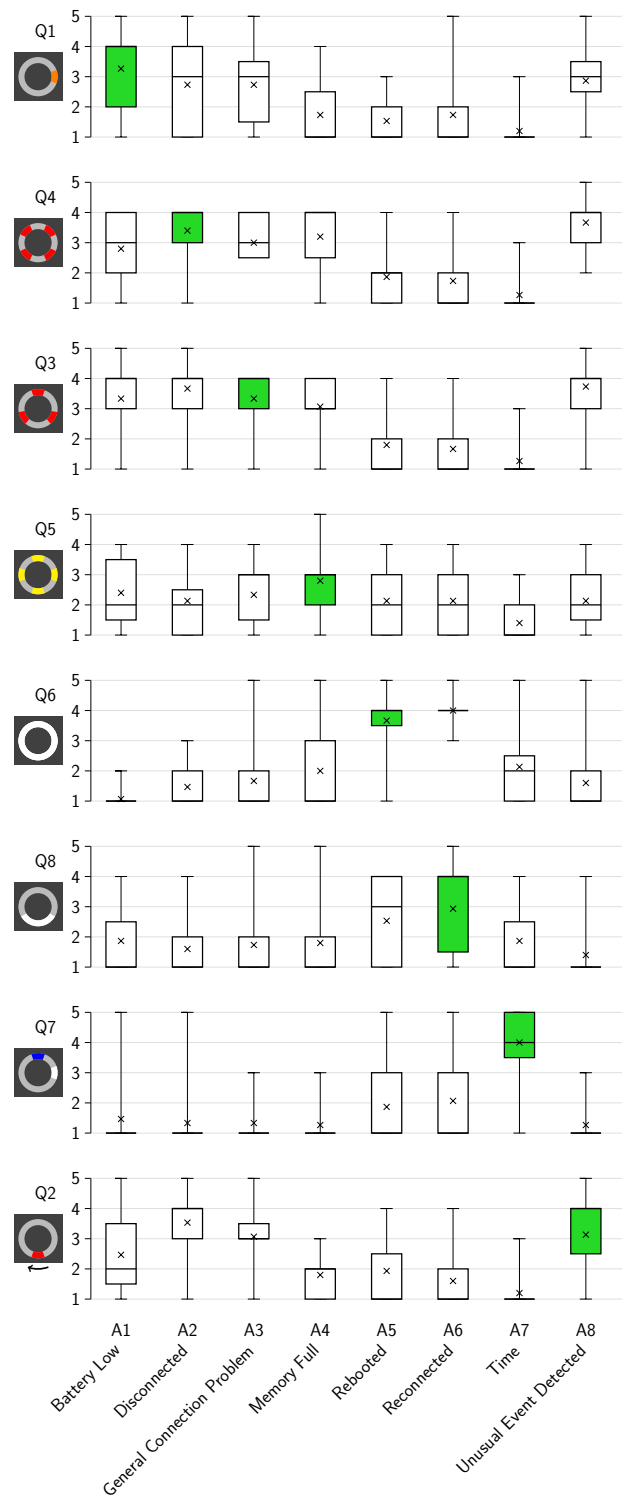 Q1
5
4
3
2
1
Q4
5
4
3
2
1
Q3
5
4
3
2
1
Q5
5
4
3
2
1
Q6
5
4
3
2
1
Q8
5
4
3
2
1
Q7
5
4
3
2
1
Q2
5
4
3
2
1
A1 A2 A3 A4 A5 A6 A7 A8
Battery Low
Disconnected
General Connection Problem
Memory Full
Rebooted
Reconnected
Time
Unusual Event Detected